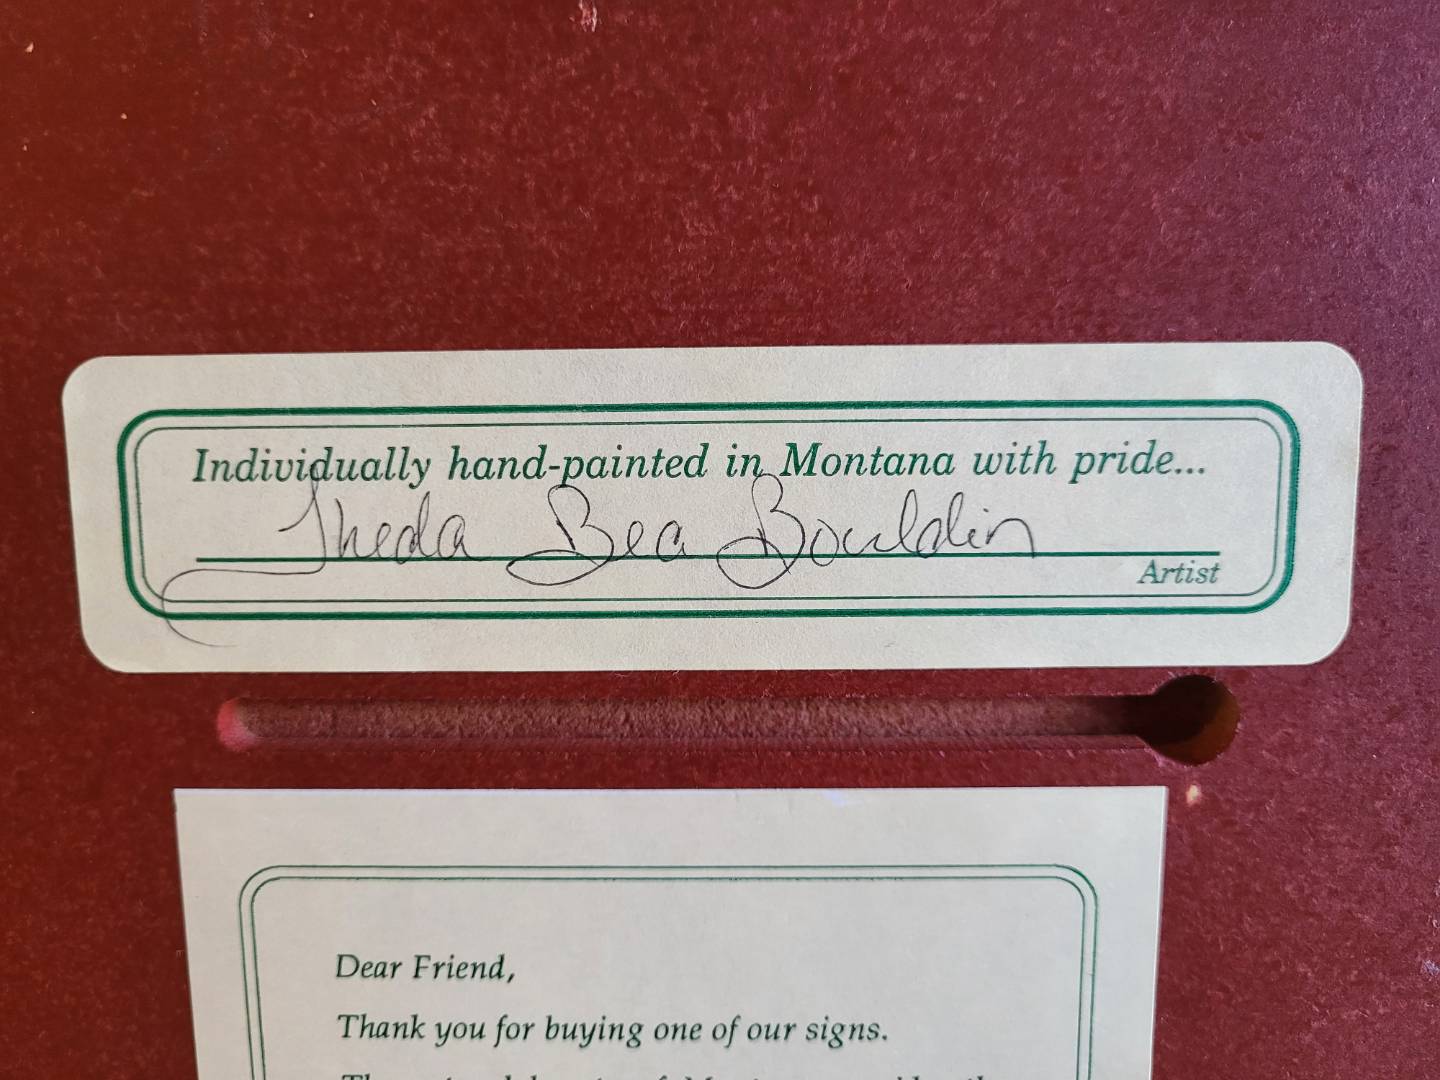 Individually hand-painted in Montana with pride...
Theda Bea Bouldin
Artist
Dear Friend,
Thank you for buying one of our signs.